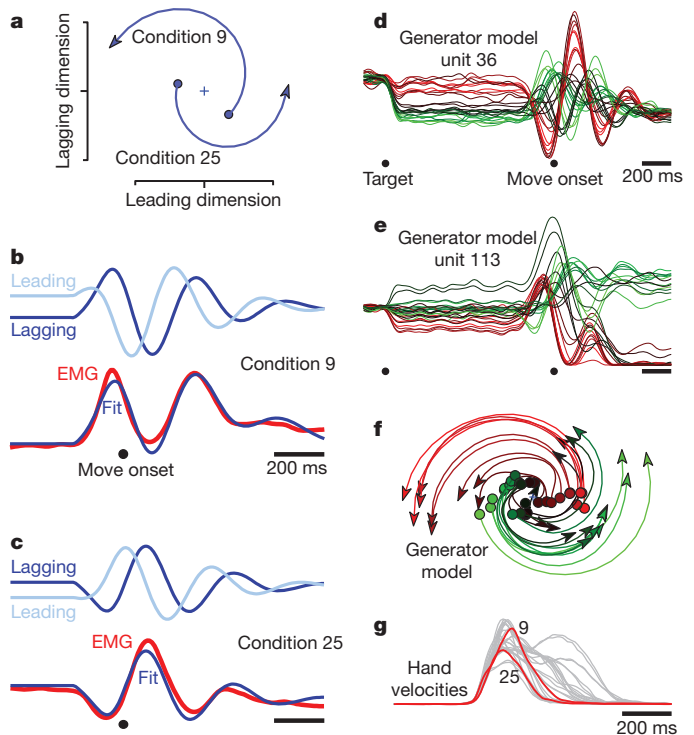 a
Condition 9
Lagging dimension
Condition 25
Leading dimension
b
Leading
Lagging
Condition 9
EMG
Fit
Move onset
200 ms
c
Lagging
Leading
EMG
Condition 25
Fit
d
Generator model
unit 36
Target
Move onset
200 ms
e
Generator model
unit 113
f
Generator
model
g
9
Hand
velocities
25
200 ms